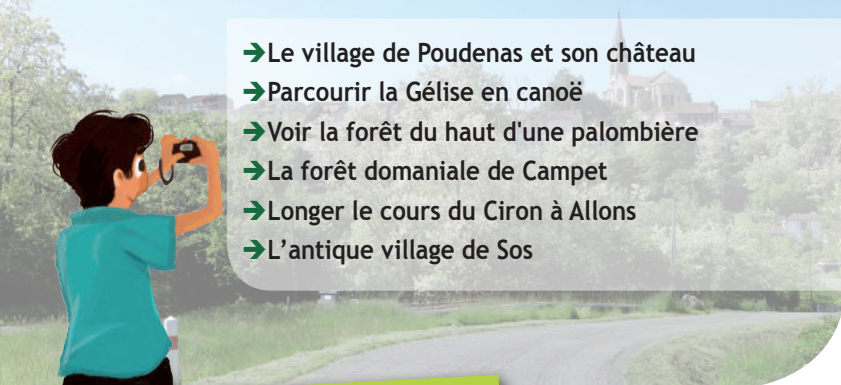 ➔Le village de Poudenas et son château
➔Parcourir la Gélise en canoë
➔Voir la forêt du haut d'une palombière
➔La forêt domaniale de Campet
➔Longer le cours du Ciron à Allons
➔L’antique village de Sos